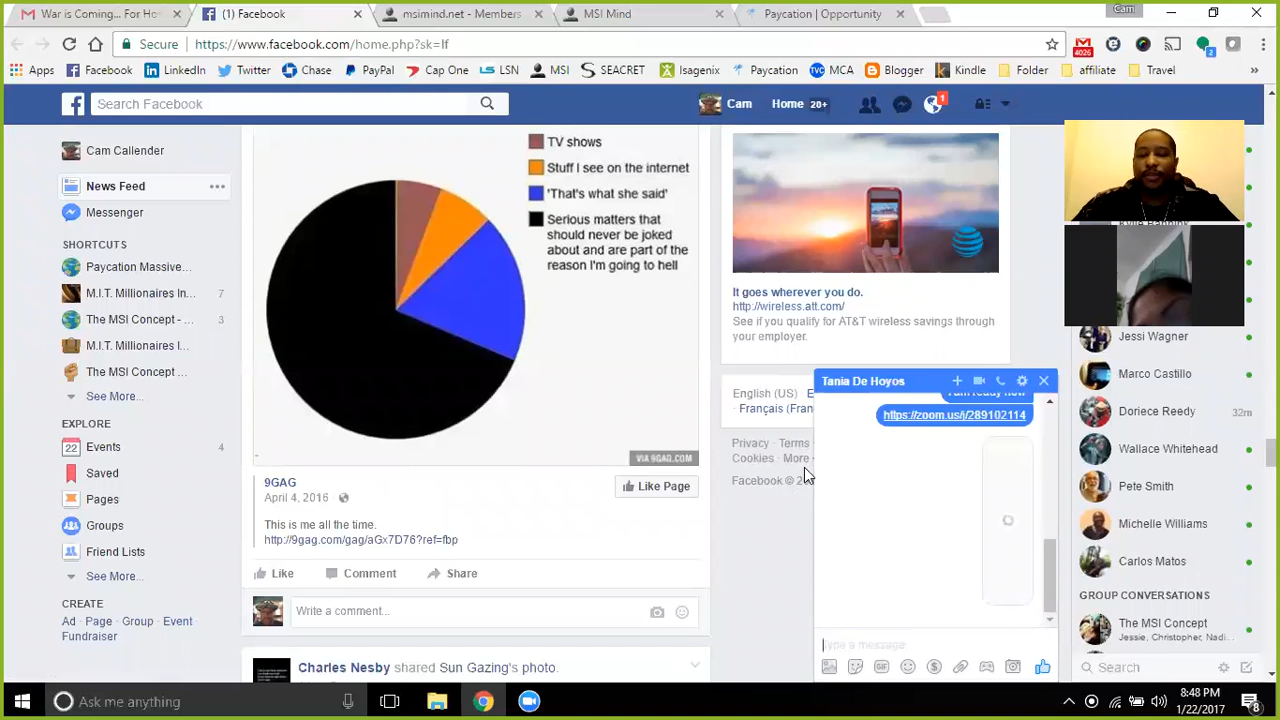 War is Coming... For Ho
(1) Facebook
msimind.net - Members
MSI Mind
Paycation | Opportunity
Cam
Secure
https://www.facebook.com/home.php?sk=lf
4026
2
Apps
Facebook
LinkedIn
Twitter
Chase
PayPal
Cap One
LSN
MSI
SEACRET
Isagenix
Paycation
TVC
MCA
Blogger
Kindle
Folder
affiliate
Travel
»
Search Facebook
Cam
Home 20+
1
Cam Callender
News Feed
Messenger
SHORTCUTS
Paycation Massive...
M.I.T. Millionaires In... 7
The MSI Concept - ... 3
M.I.T. Millionaires I...
The MSI Concept ...
See More...
EXPLORE
22 Events 4
Saved
Pages
Groups
Friend Lists
See More...
CREATE
Ad · Page · Group · Event
Fundraiser
TV shows
Stuff I see on the internet
'That's what she said'
Serious matters that
should never be joked
about and are part of the
reason I'm going to hell
VIA 9GAG.COM
9GAG
April 4, 2016
Like Page
This is me all the time.
http://9gag.com/gag/aGx7D76?ref=fbp
Like
Comment
Share
Write a comment...
Charles Nesby shared Sun Gazing's photo.
It goes wherever you do.
http://wireless.att.com/
See if you qualify for AT&T wireless savings through
your employer.
English (US)
Français (Fran
Privacy · Terms
Cookies · More
Facebook ©
Tania De Hoyos
https://zoom.us/j/289102114
Type a message
GIF
Jessi Wagner
Marco Castillo
Doriece Reedy 32m
Wallace Whitehead
Pete Smith
Michelle Williams
Carlos Matos
GROUP CONVERSATIONS
The MSI Concept
Jessie, Christopher, Nadi...
Search
Ask me anything
8:48 PM
1/22/2017
8